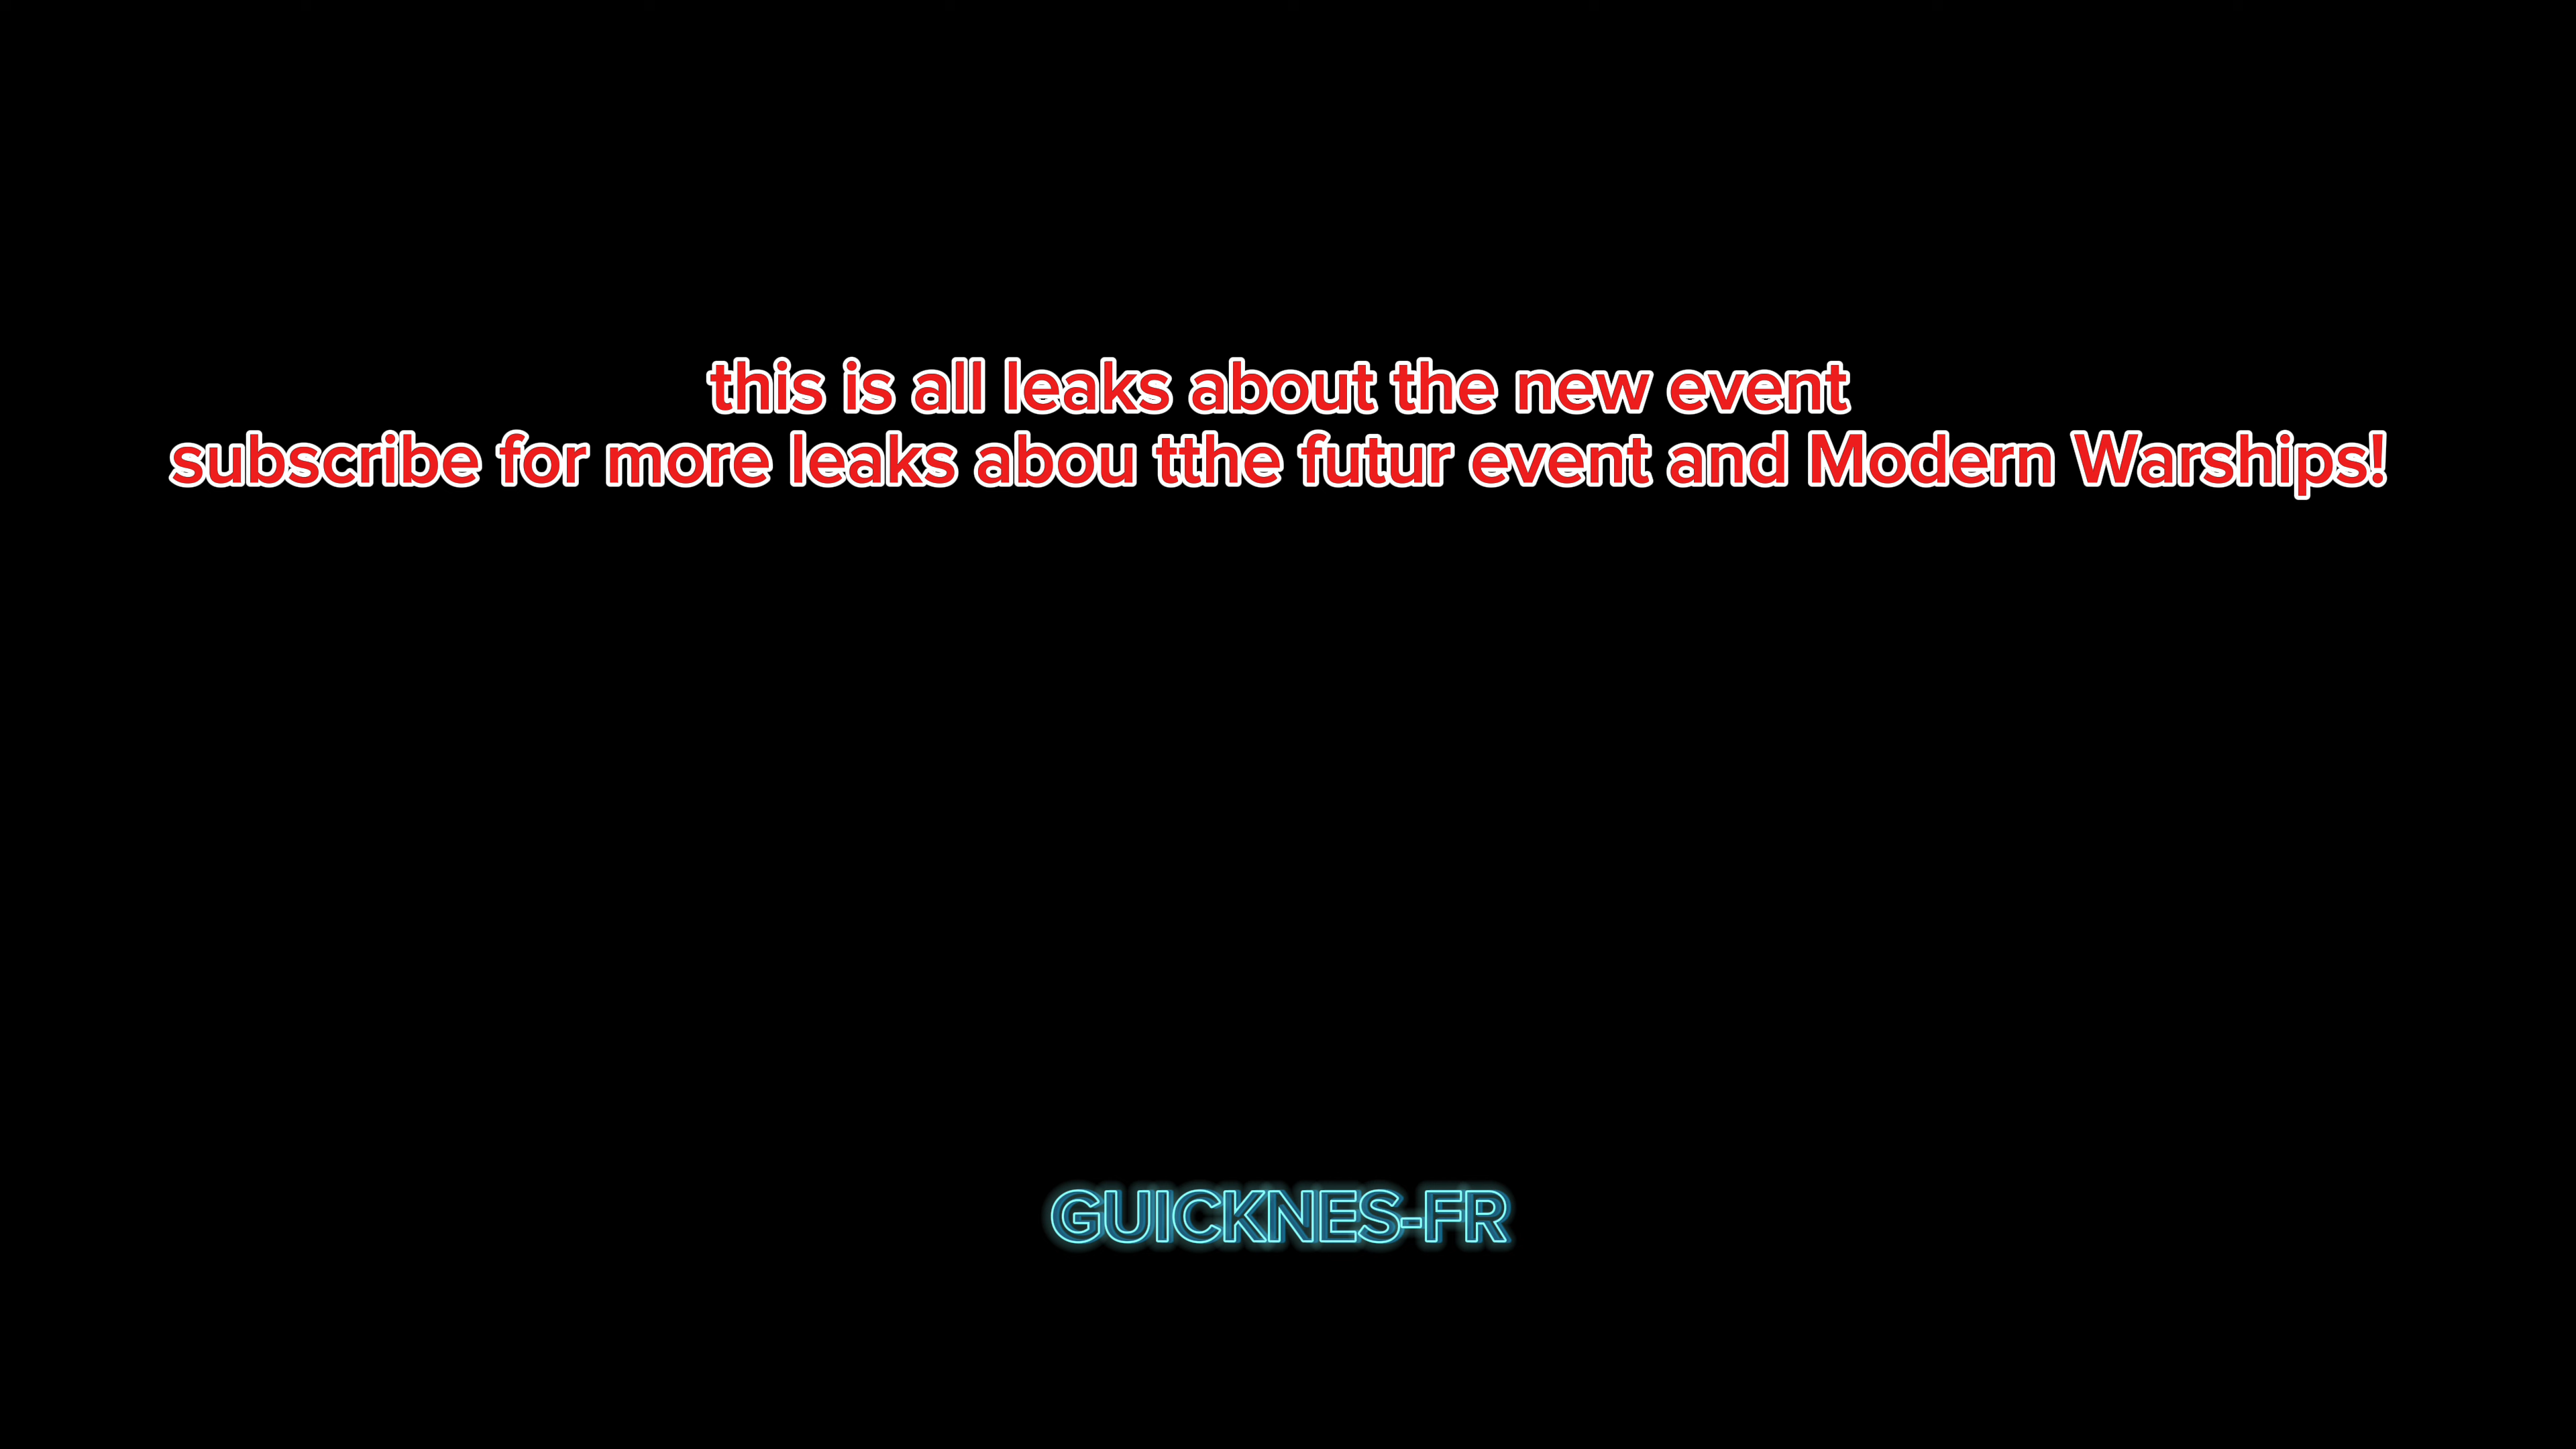 this is all leaks about the new event
subscribe for more leaks abou tthe futur event and Modern Warships!
GUICKNES-FR